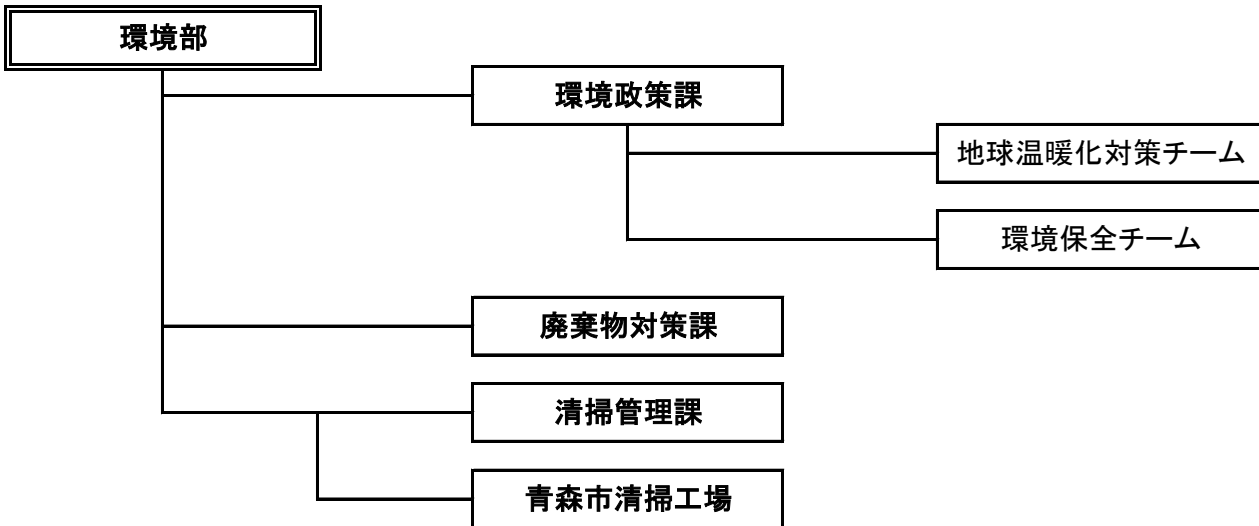 環境部
環境政策課
地球温暖化対策チーム
環境保全チーム
廃棄物対策課
清掃管理課
青森市清掃工場